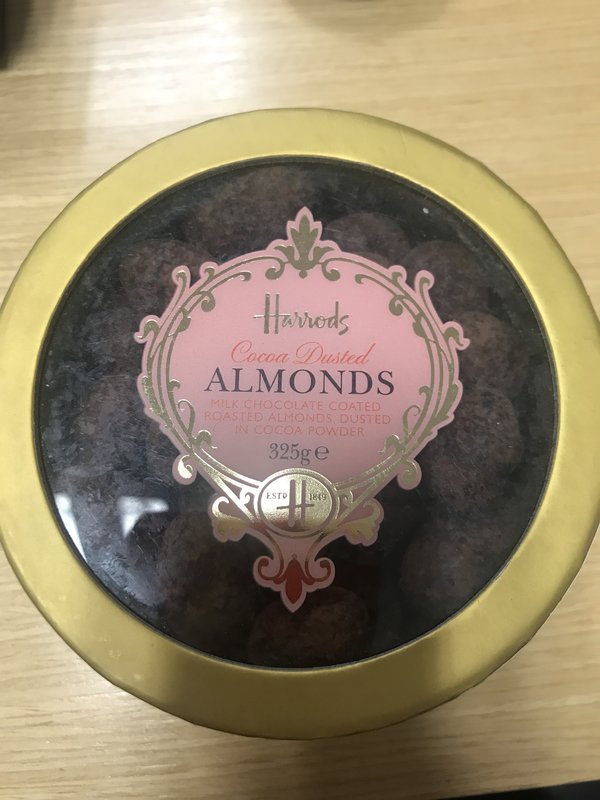 Harrods
Cocoa Dusted
ALMONDS
MILK CHOCOLATE COATED
ROASTED ALMONDS, DUSTED
IN COCOA POWDER
325g ℮
ESTD H 1849